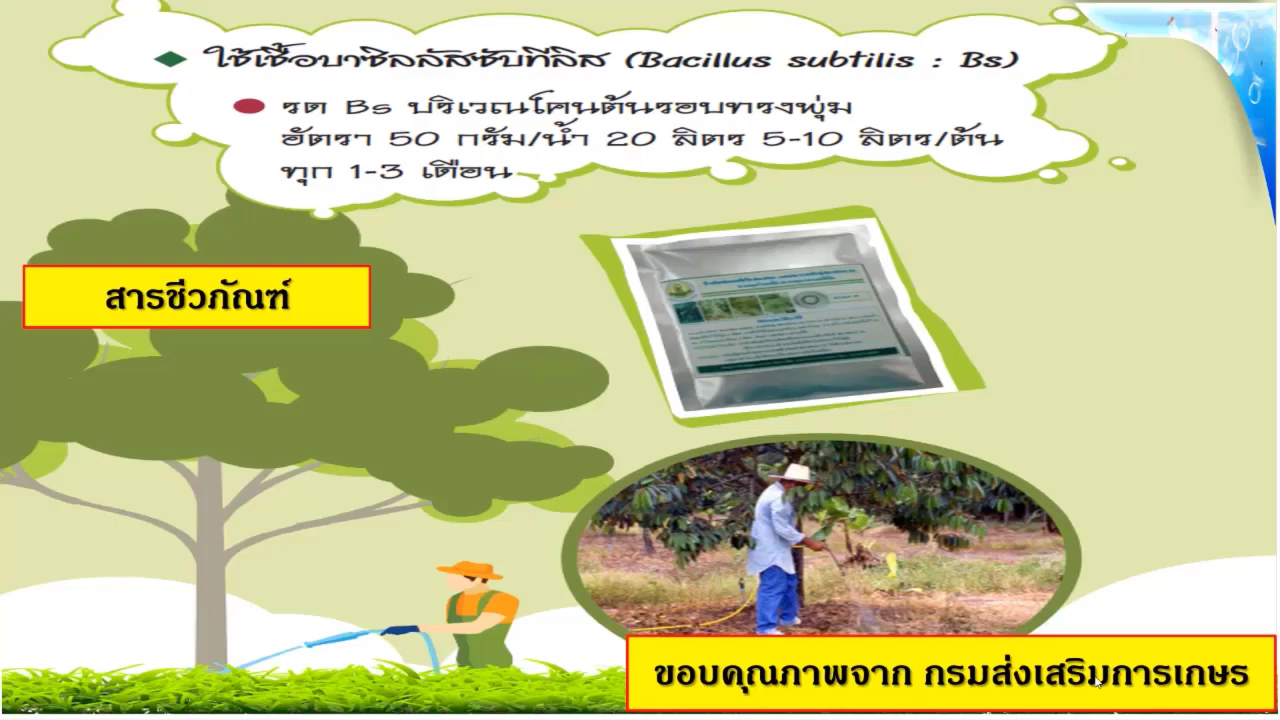 ใช้เชื้อบาซิลลัสซับทีลิส (Bacillus subtilis : Bs)
รด Bs บริเวณโคนต้นรอบทรงพุ่ม
อัตรา 50 กรัม/น้ำ 20 ลิตร 5-10 ลิตร/ต้น
ทุก 1-3 เดือน
สารชีวภัณฑ์
ขอบคุณภาพจาก กรมส่งเสริมการเกษร